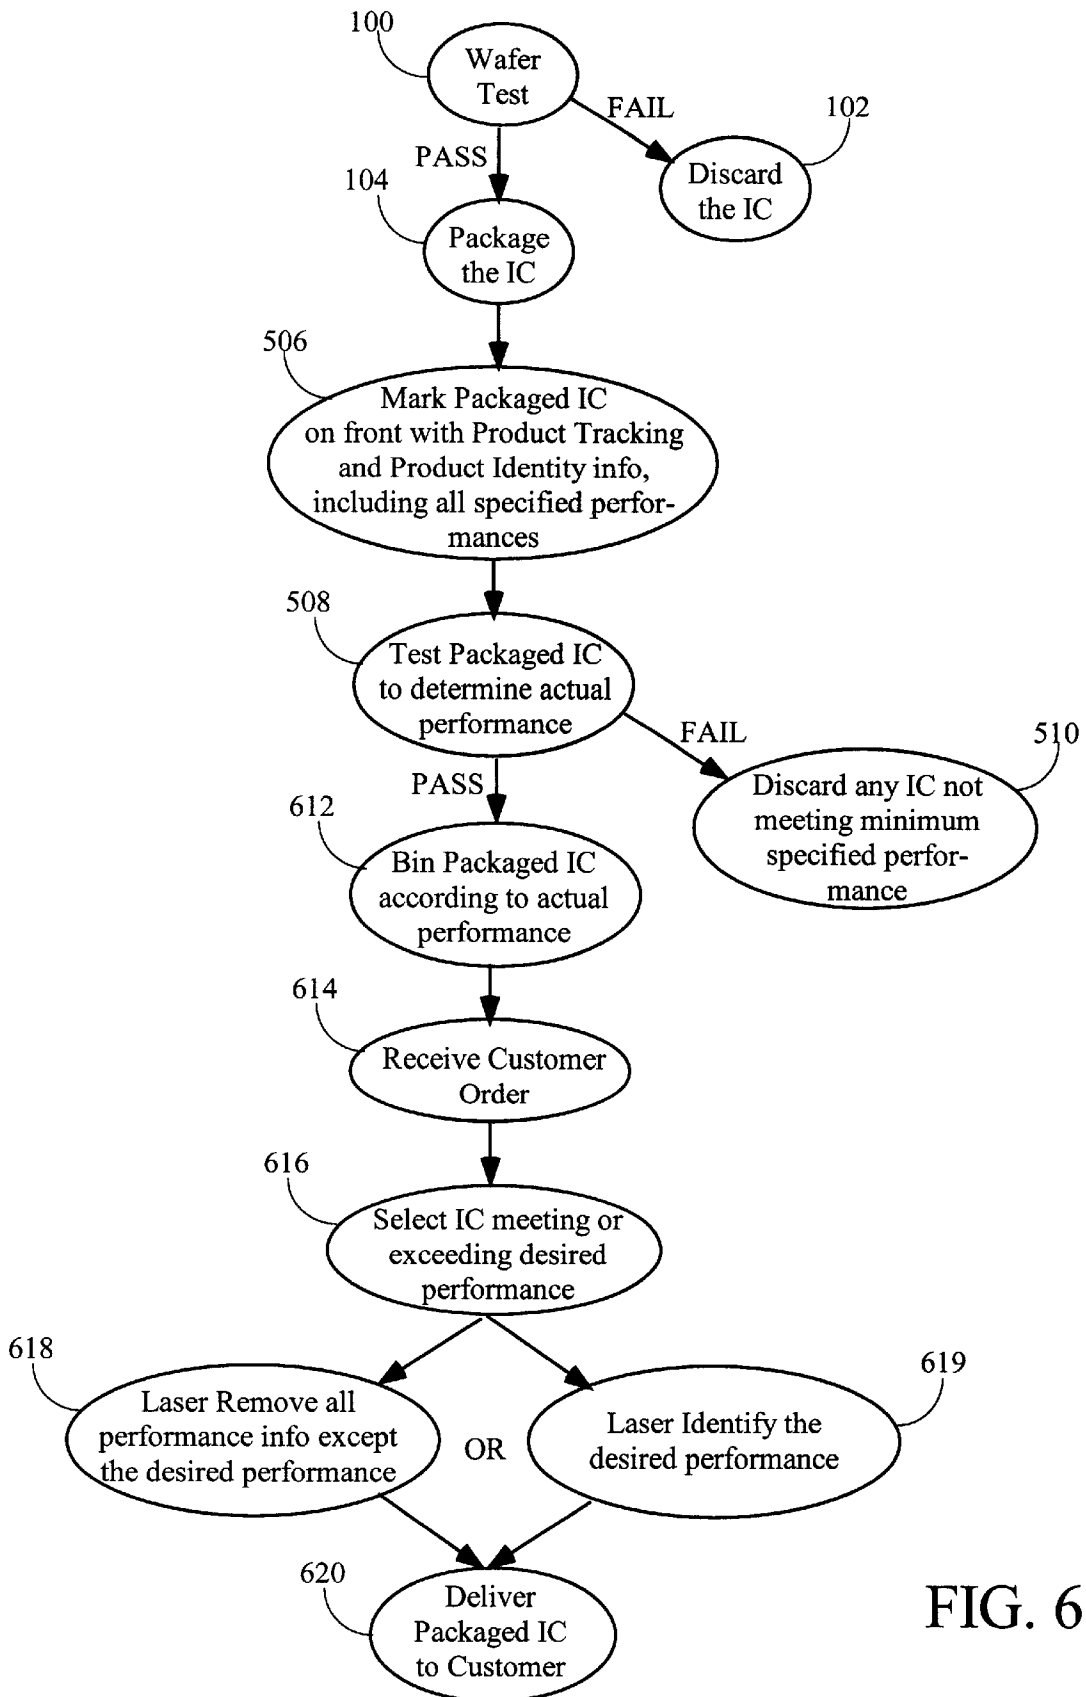 100
Wafer
Test
FAIL
102
PASS
Discard
the IC
104
Package
the IC
506
Mark Packaged IC
on front with Product Tracking
and Product Identity info,
including all specified perfor-
mances
508
Test Packaged IC
to determine actual
performance
FAIL
510
PASS
Discard any IC not
meeting minimum
specified perfor-
mance
612
Bin Packaged IC
according to actual
performance
614
Receive Customer
Order
616
Select IC meeting or
exceeding desired
performance
618
Laser Remove all
performance info except
the desired performance
OR
619
Laser Identify the
desired performance
620
Deliver
Packaged IC
to Customer
FIG. 6